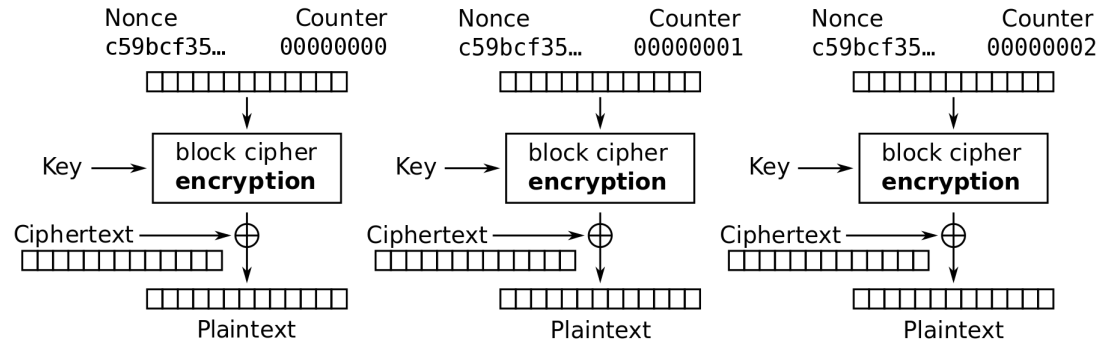 Nonce Counter Nonce Counter Nonce Counter
c59bcf35… 00000000 c59bcf35… 00000001 c59bcf35… 00000002
block cipher block cipher block cipher
Key encryption Key encryption Key encryption
Ciphertext Ciphertext Ciphertext
Plaintext Plaintext Plaintext